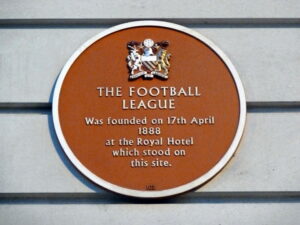 THE FOOTBALL
LEAGUE
Was founded on 17th April
1888
at the Royal Hotel
which stood on
this site.